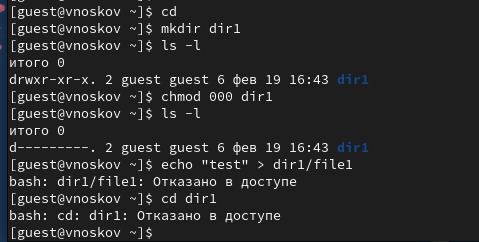 [guest@vnoskov ~]$ cd
[guest@vnoskov ~]$ mkdir dir1
[guest@vnoskov ~]$ ls -l
итого 0
drwxr-xr-x. 2 guest guest 6 фев 19 16:43 dir1
[guest@vnoskov ~]$ chmod 000 dir1
[guest@vnoskov ~]$ ls -l
итого 0
d---------. 2 guest guest 6 фев 19 16:43 dir1
[guest@vnoskov ~]$ echo "test" > dir1/file1
bash: dir1/file1: Отказано в доступе
[guest@vnoskov ~]$ cd dir1
bash: cd: dir1: Отказано в доступе
[guest@vnoskov ~]$